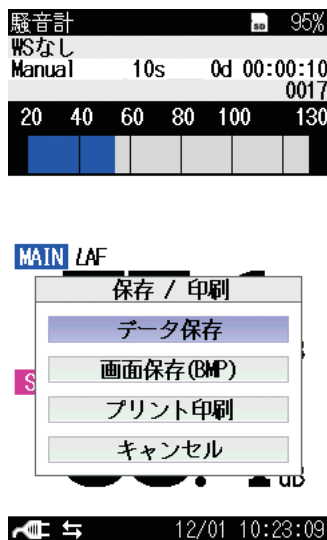 騒音計 SD 95%
WSなし
Manual 10s 0d 00:00:10
0017
20 40 60 80 100 130
MAIN LAF
保存 / 印刷
データ保存
画面保存(BMP)
S
プリント印刷
キャンセル
dB
12/01 10:23:09